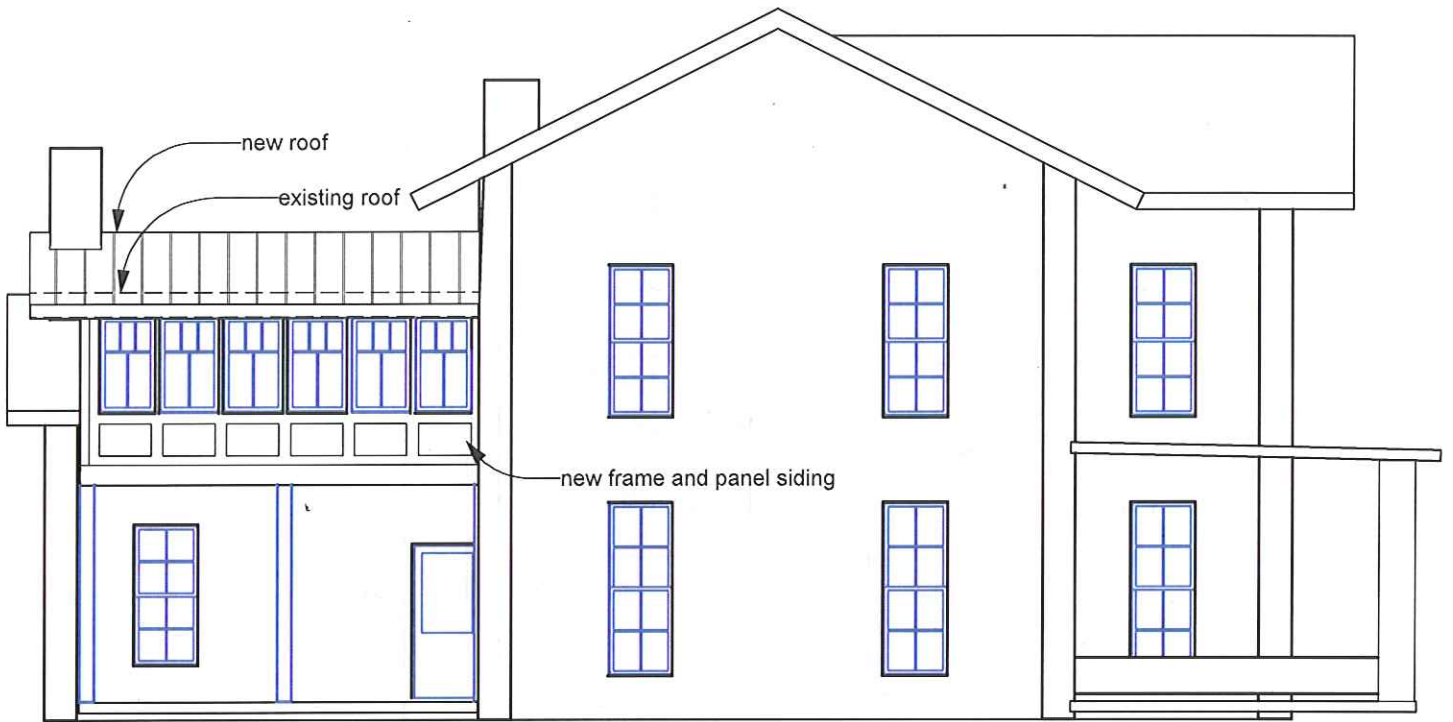 new roof
existing roof
new frame and panel siding